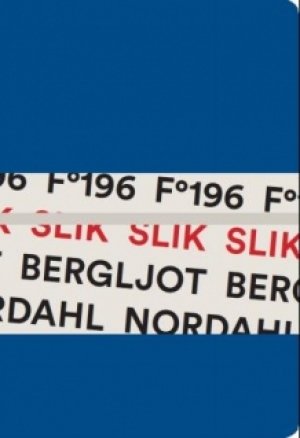 96 F°196 F°196 F°
K SLIK SLIK SLIK
T BERGLJOT BERG
RDAHL NORDAHL